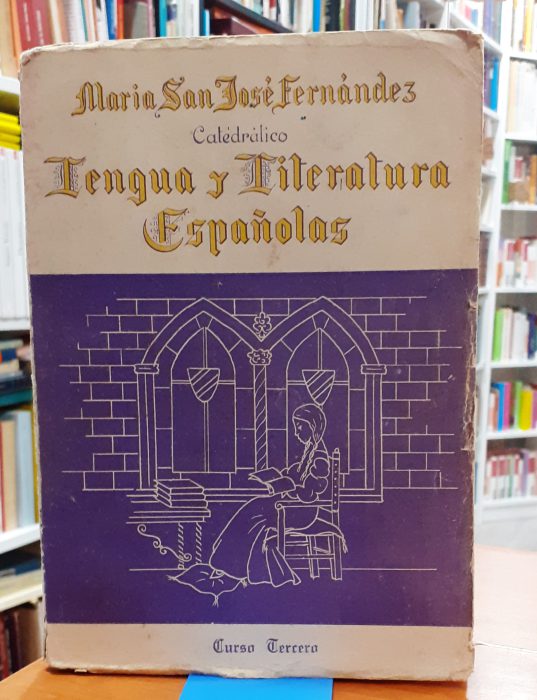 María San José Fernández
Catedrático
Lengua y Literatura
Españolas
Curso Tercero